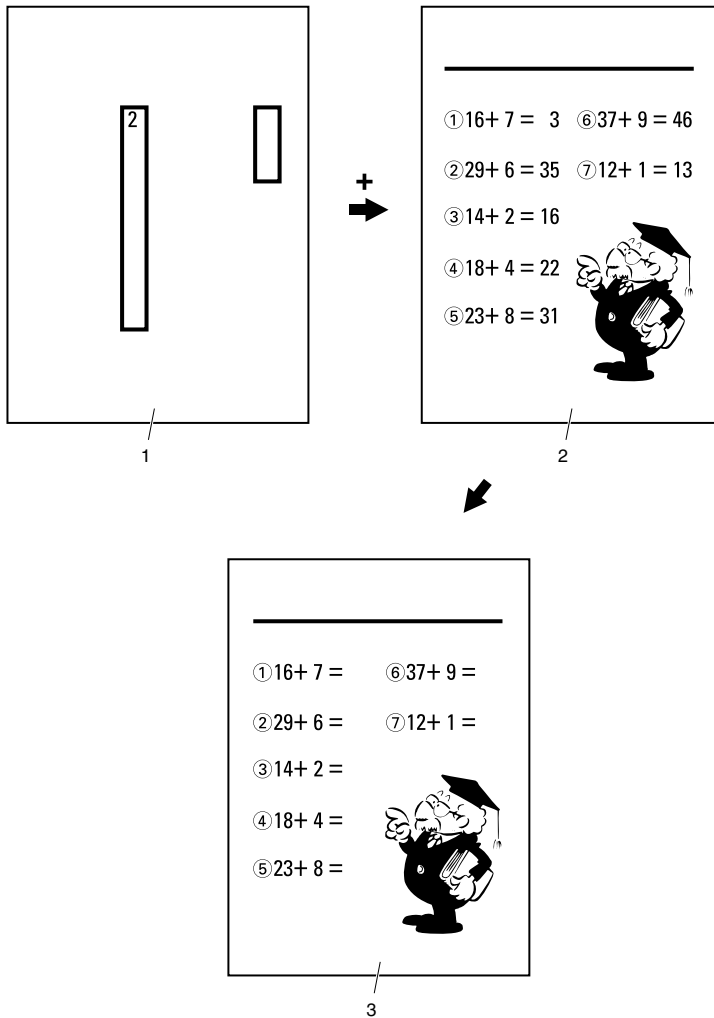 2
1
+
①16+ 7 = 3 ⑥37+ 9 = 46
②29+ 6 = 35 ⑦12+ 1 = 13
③14+ 2 = 16
④18+ 4 = 22
⑤23+ 8 = 31
2
①16+ 7 = ⑥37+ 9 =
②29+ 6 = ⑦12+ 1 =
③14+ 2 =
④18+ 4 =
⑤23+ 8 =
3